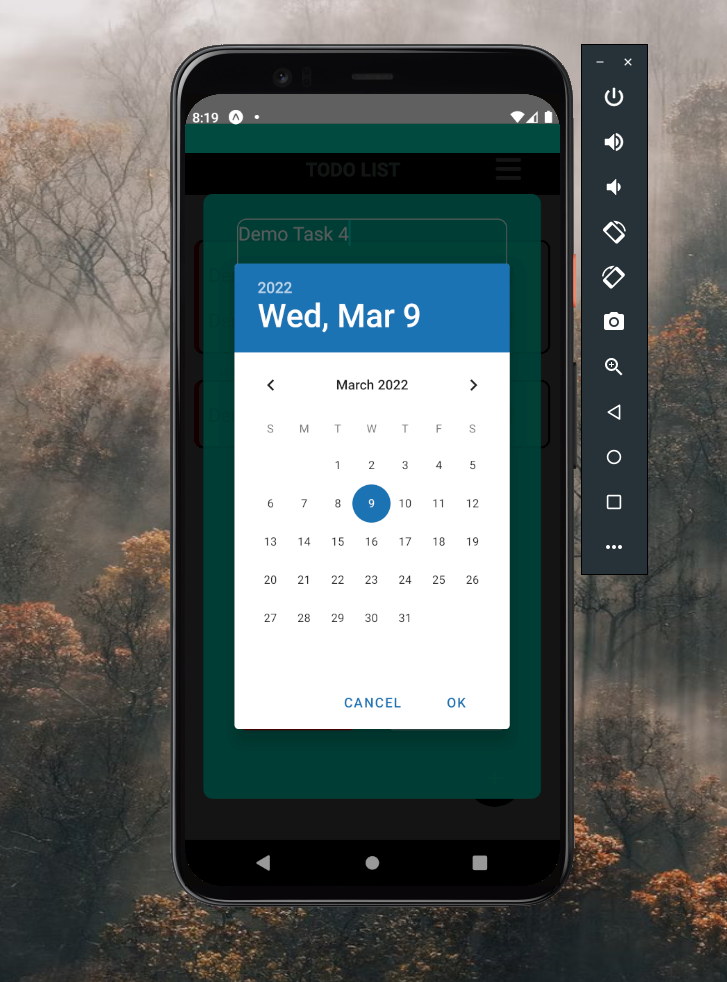 8:19
TODO LIST
Demo Task 4
2022
Wed, Mar 9
March 2022
S M T W T F S
1 2 3 4 5
6 7 8 9 10 11 12
13 14 15 16 17 18 19
20 21 22 23 24 25 26
27 28 29 30 31
CANCEL OK